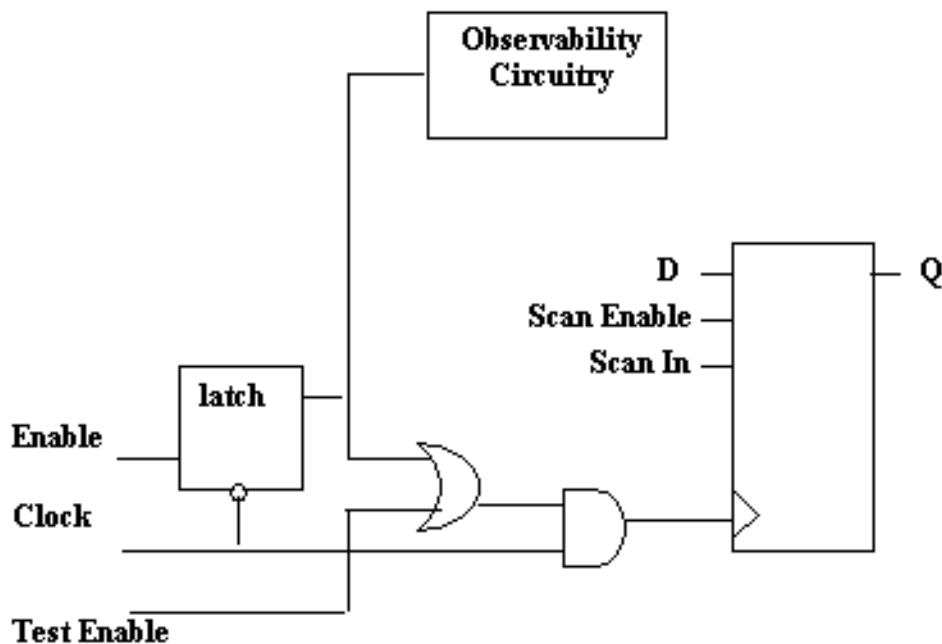 Observability
Circuitry
D
Q
Scan Enable
Scan In
latch
Enable
Clock
Test Enable